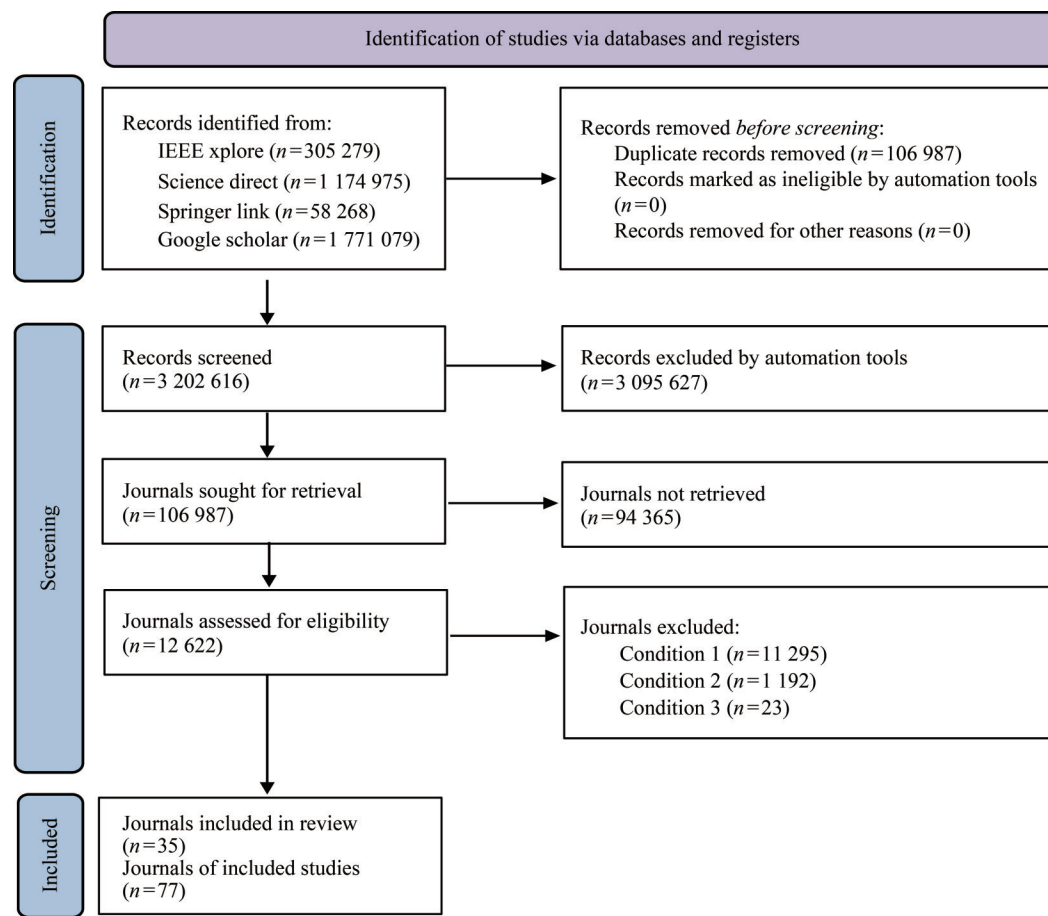 Identification of studies via databases and registers
Identification
Records identified from:
IEEE xplore (n=305 279)
Science direct (n=1 174 975)
Springer link (n=58 268)
Google scholar (n=1 771 079)
Records removed before screening:
Duplicate records removed (n=106 987)
Records marked as ineligible by automation tools
(n=0)
Records removed for other reasons (n=0)
Screening
Records screened
(n=3 202 616)
Records excluded by automation tools
(n=3 095 627)
Journals sought for retrieval
(n=106 987)
Journals not retrieved
(n=94 365)
Journals assessed for eligibility
(n=12 622)
Journals excluded:
Condition 1 (n=11 295)
Condition 2 (n=1 192)
Condition 3 (n=23)
Included
Journals included in review
(n=35)
Journals of included studies
(n=77)